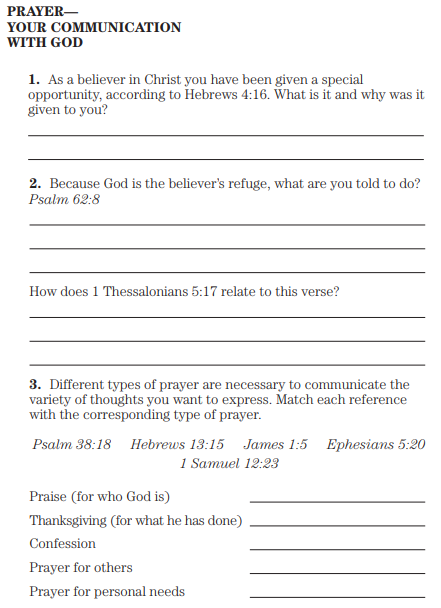 PRAYER—
YOUR COMMUNICATION
WITH GOD
1. As a believer in Christ you have been given a special
opportunity, according to Hebrews 4:16. What is it and why was it
given to you?
2. Because God is the believer's refuge, what are you told to do?
Psalm 62:8
How does 1 Thessalonians 5:17 relate to this verse?
3. Different types of prayer are necessary to communicate the
variety of thoughts you want to express. Match each reference
with the corresponding type of prayer.
Psalm 38:18 Hebrews 13:15 James 1:5 Ephesians 5:20
1 Samuel 12:23
Praise (for who God is)
Thanksgiving (for what he has done)
Confession
Prayer for others
Prayer for personal needs